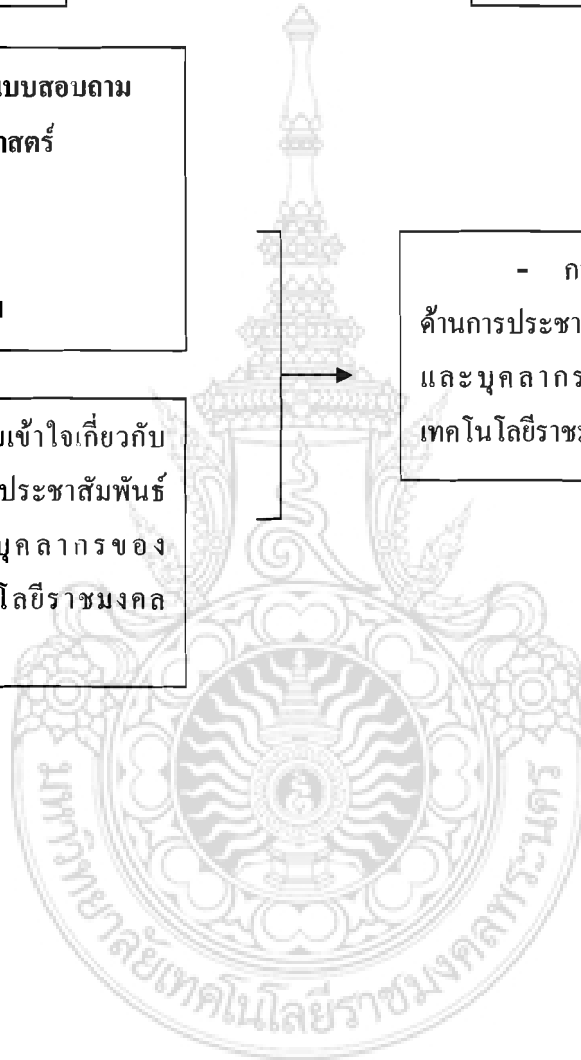 แบบสอบถาม
าสตร์
เข้าใจเกี่ยวกับ
ประชาสัมพันธ์
บุคลากรของ
โลยีราชมงคล
-
ด้านการประชา
และบุคลากร
เทคโนโลยีราชม
มหาวิทยาลัยเทคโนโลยีราชมงคลพระนคร